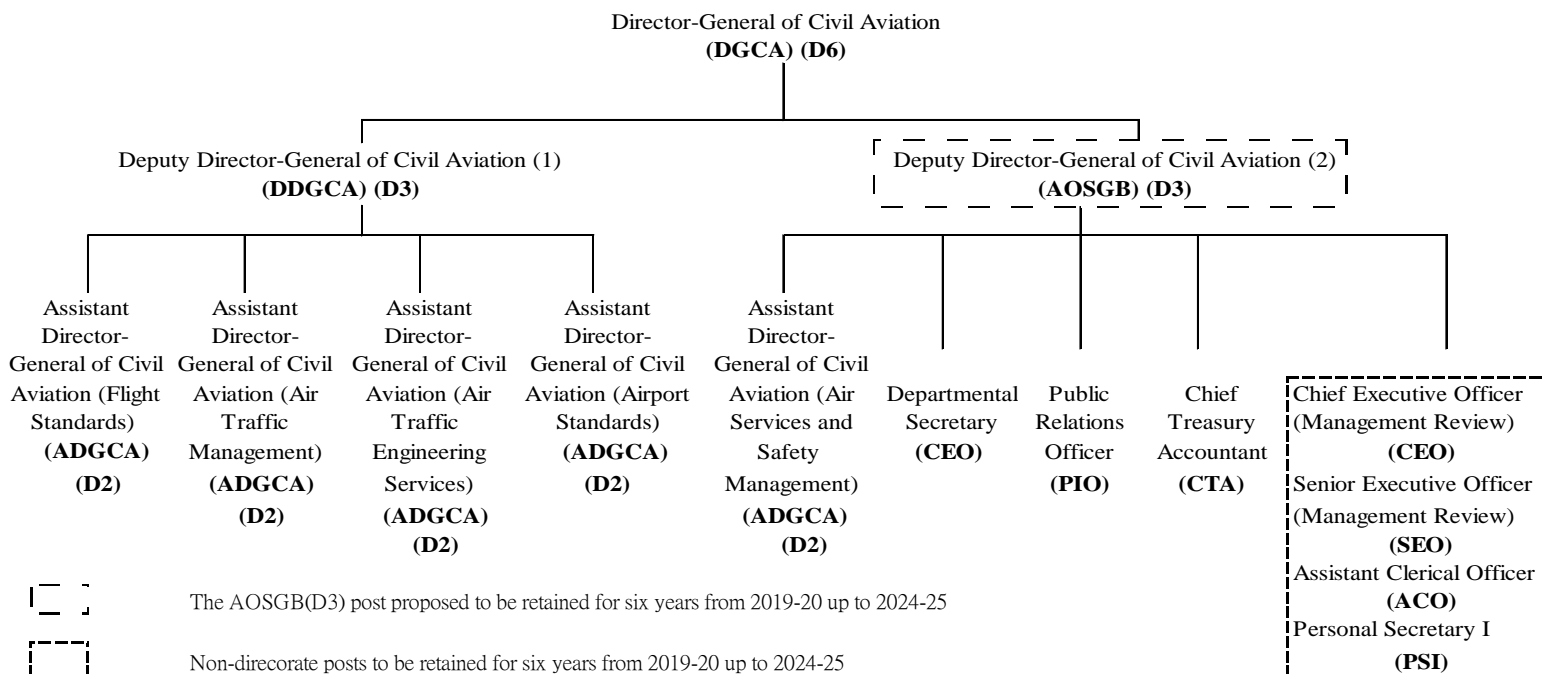 Director-General of Civil Aviation
(DGCA) (D6)
Deputy Director-General of Civil Aviation (1)
(DDGCA) (D3)
Deputy Director-General of Civil Aviation (2)
(AOSGB) (D3)
Assistant
Director-
General of Civil
Aviation (Flight
Standards)
(ADGCA)
(D2)
Assistant
Director-
General of Civil
Aviation (Air
Traffic
Management)
(ADGCA)
(D2)
Assistant
Director-
General of Civil
Aviation (Air
Traffic
Engineering
Services)
(ADGCA)
(D2)
Assistant
Director-
General of Civil
Aviation (Airport
Standards)
(ADGCA)
(D2)
Assistant
Director-
General of Civil
Aviation (Air
Services and
Safety
Management)
(ADGCA)
(D2)
Departmental
Secretary
(CEO)
Public
Relations
Officer
(PIO)
Chief
Treasury
Accountant
(CTA)
Chief Executive Officer
(Management Review)
(CEO)
Senior Executive Officer
(Management Review)
(SEO)
Assistant Clerical Officer
(ACO)
Personal Secretary I
(PSI)
The AOSGB(D3) post proposed to be retained for six years from 2019-20 up to 2024-25
Non-direcorate posts to be retained for six years from 2019-20 up to 2024-25